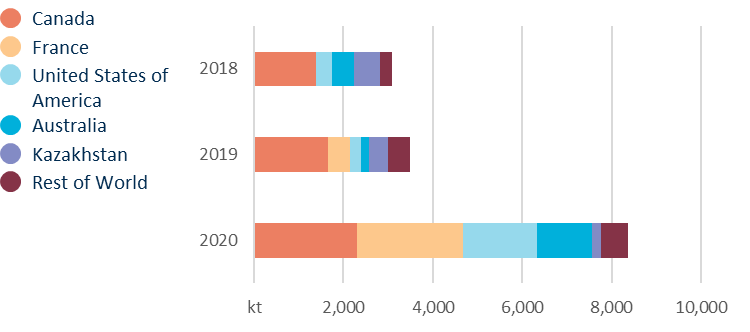 Canada
France
United States of
America
Australia
Kazakhstan
Rest of World
2018
2019
2020
kt 2,000 4,000 6,000 8,000 10,000